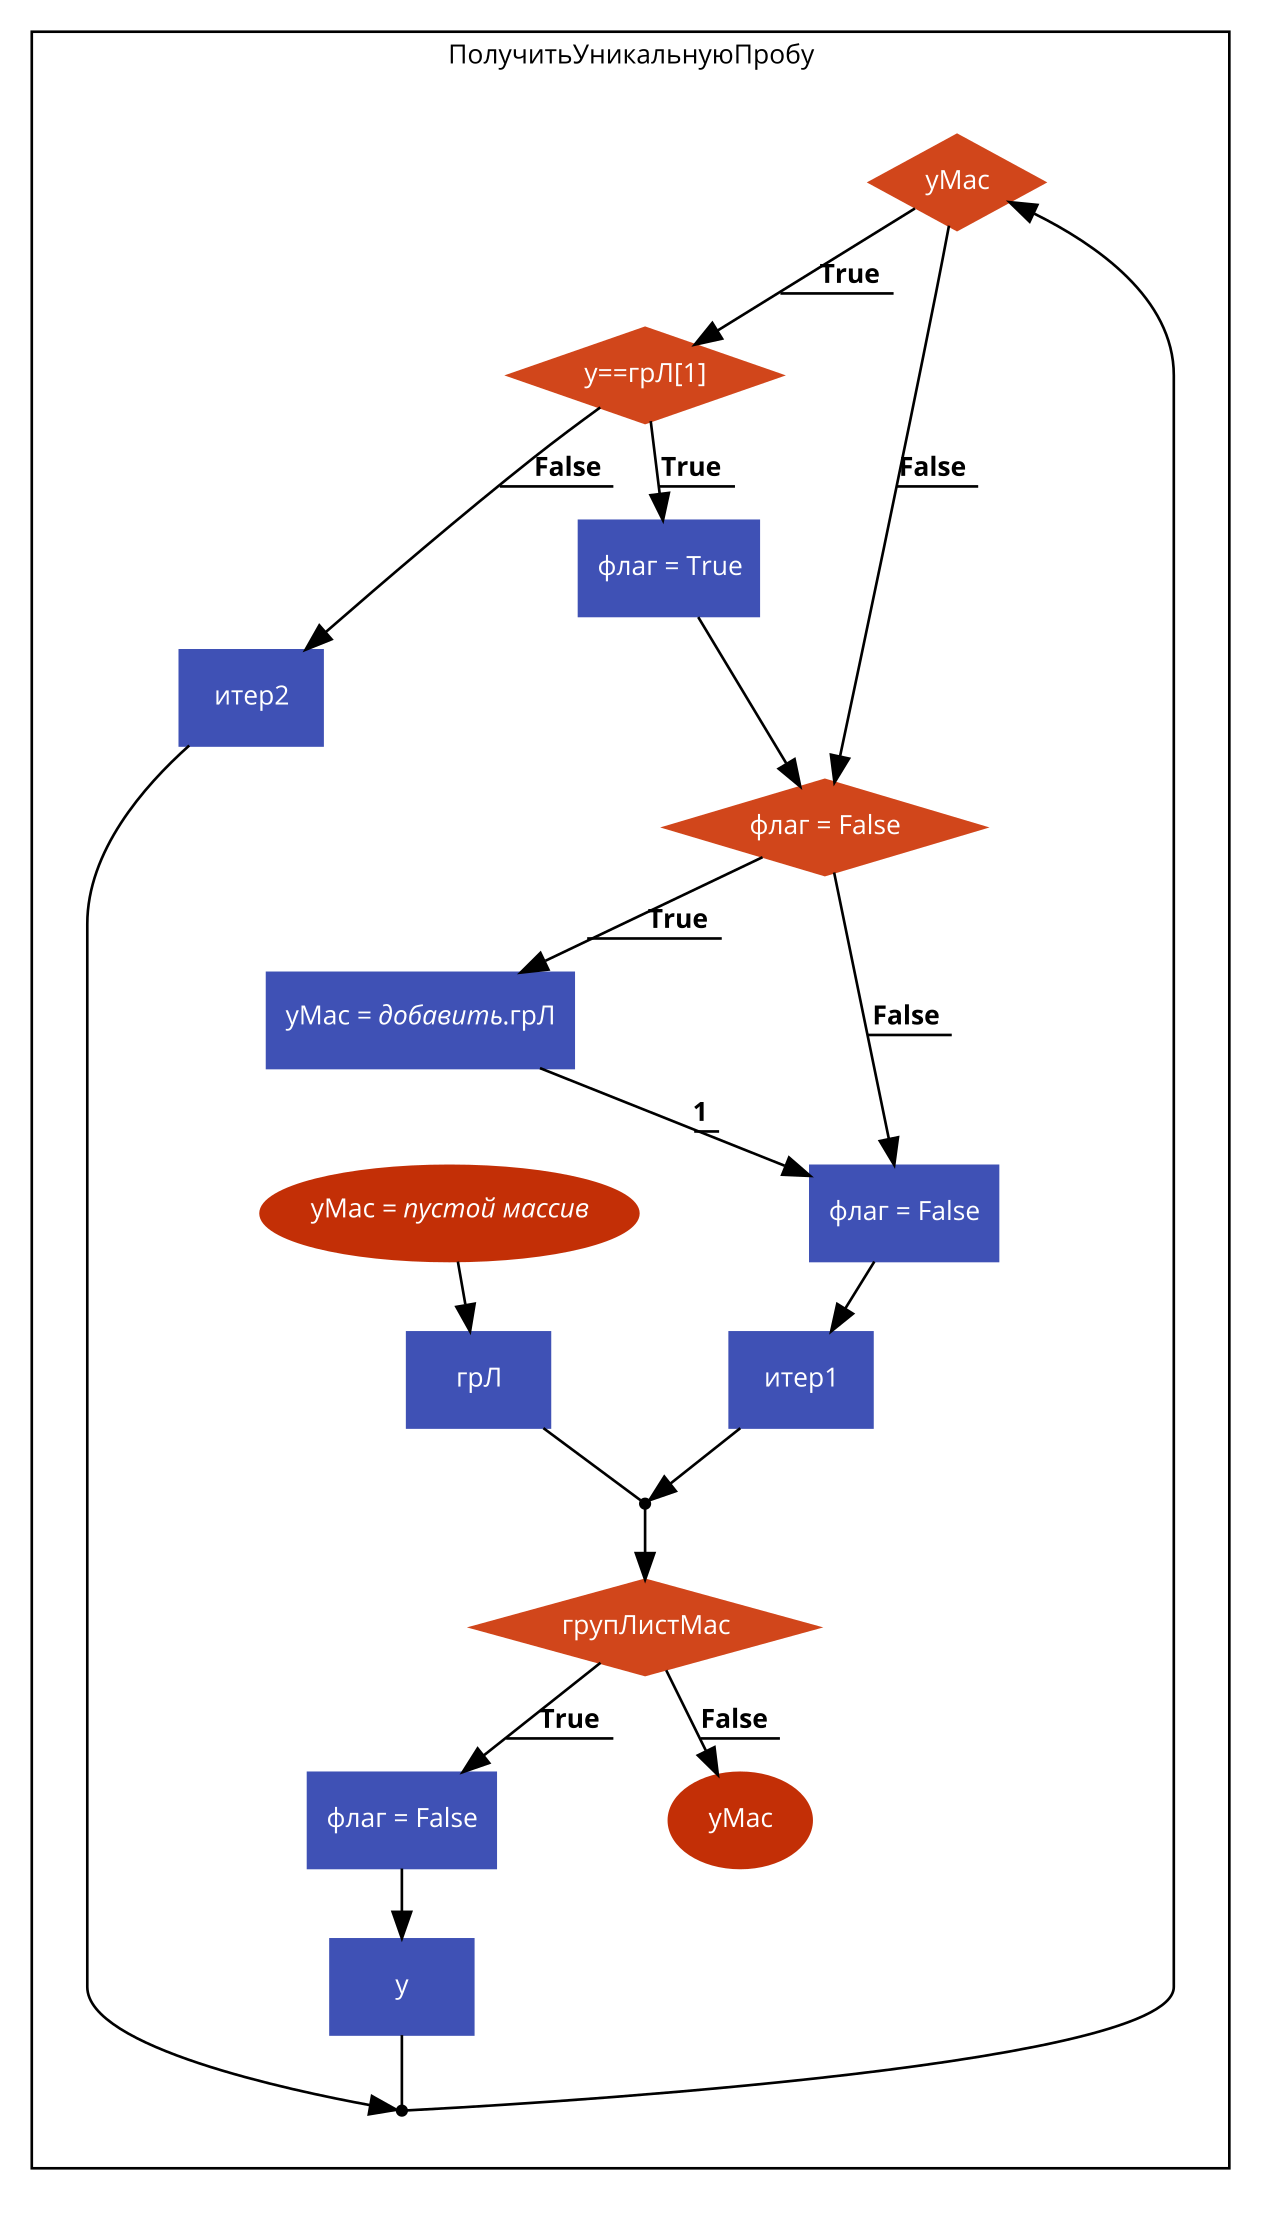 ПолучитьУникальнуюПробу
уМас
True
у==грЛ[1]
False
True
False
флаг = True
итер2
флаг = False
True
уМас = добавить.грЛ
False
1
уМас = пустой массив
флаг = False
грЛ
итер1
групЛистМас
True
False
флаг = False
уМас
у